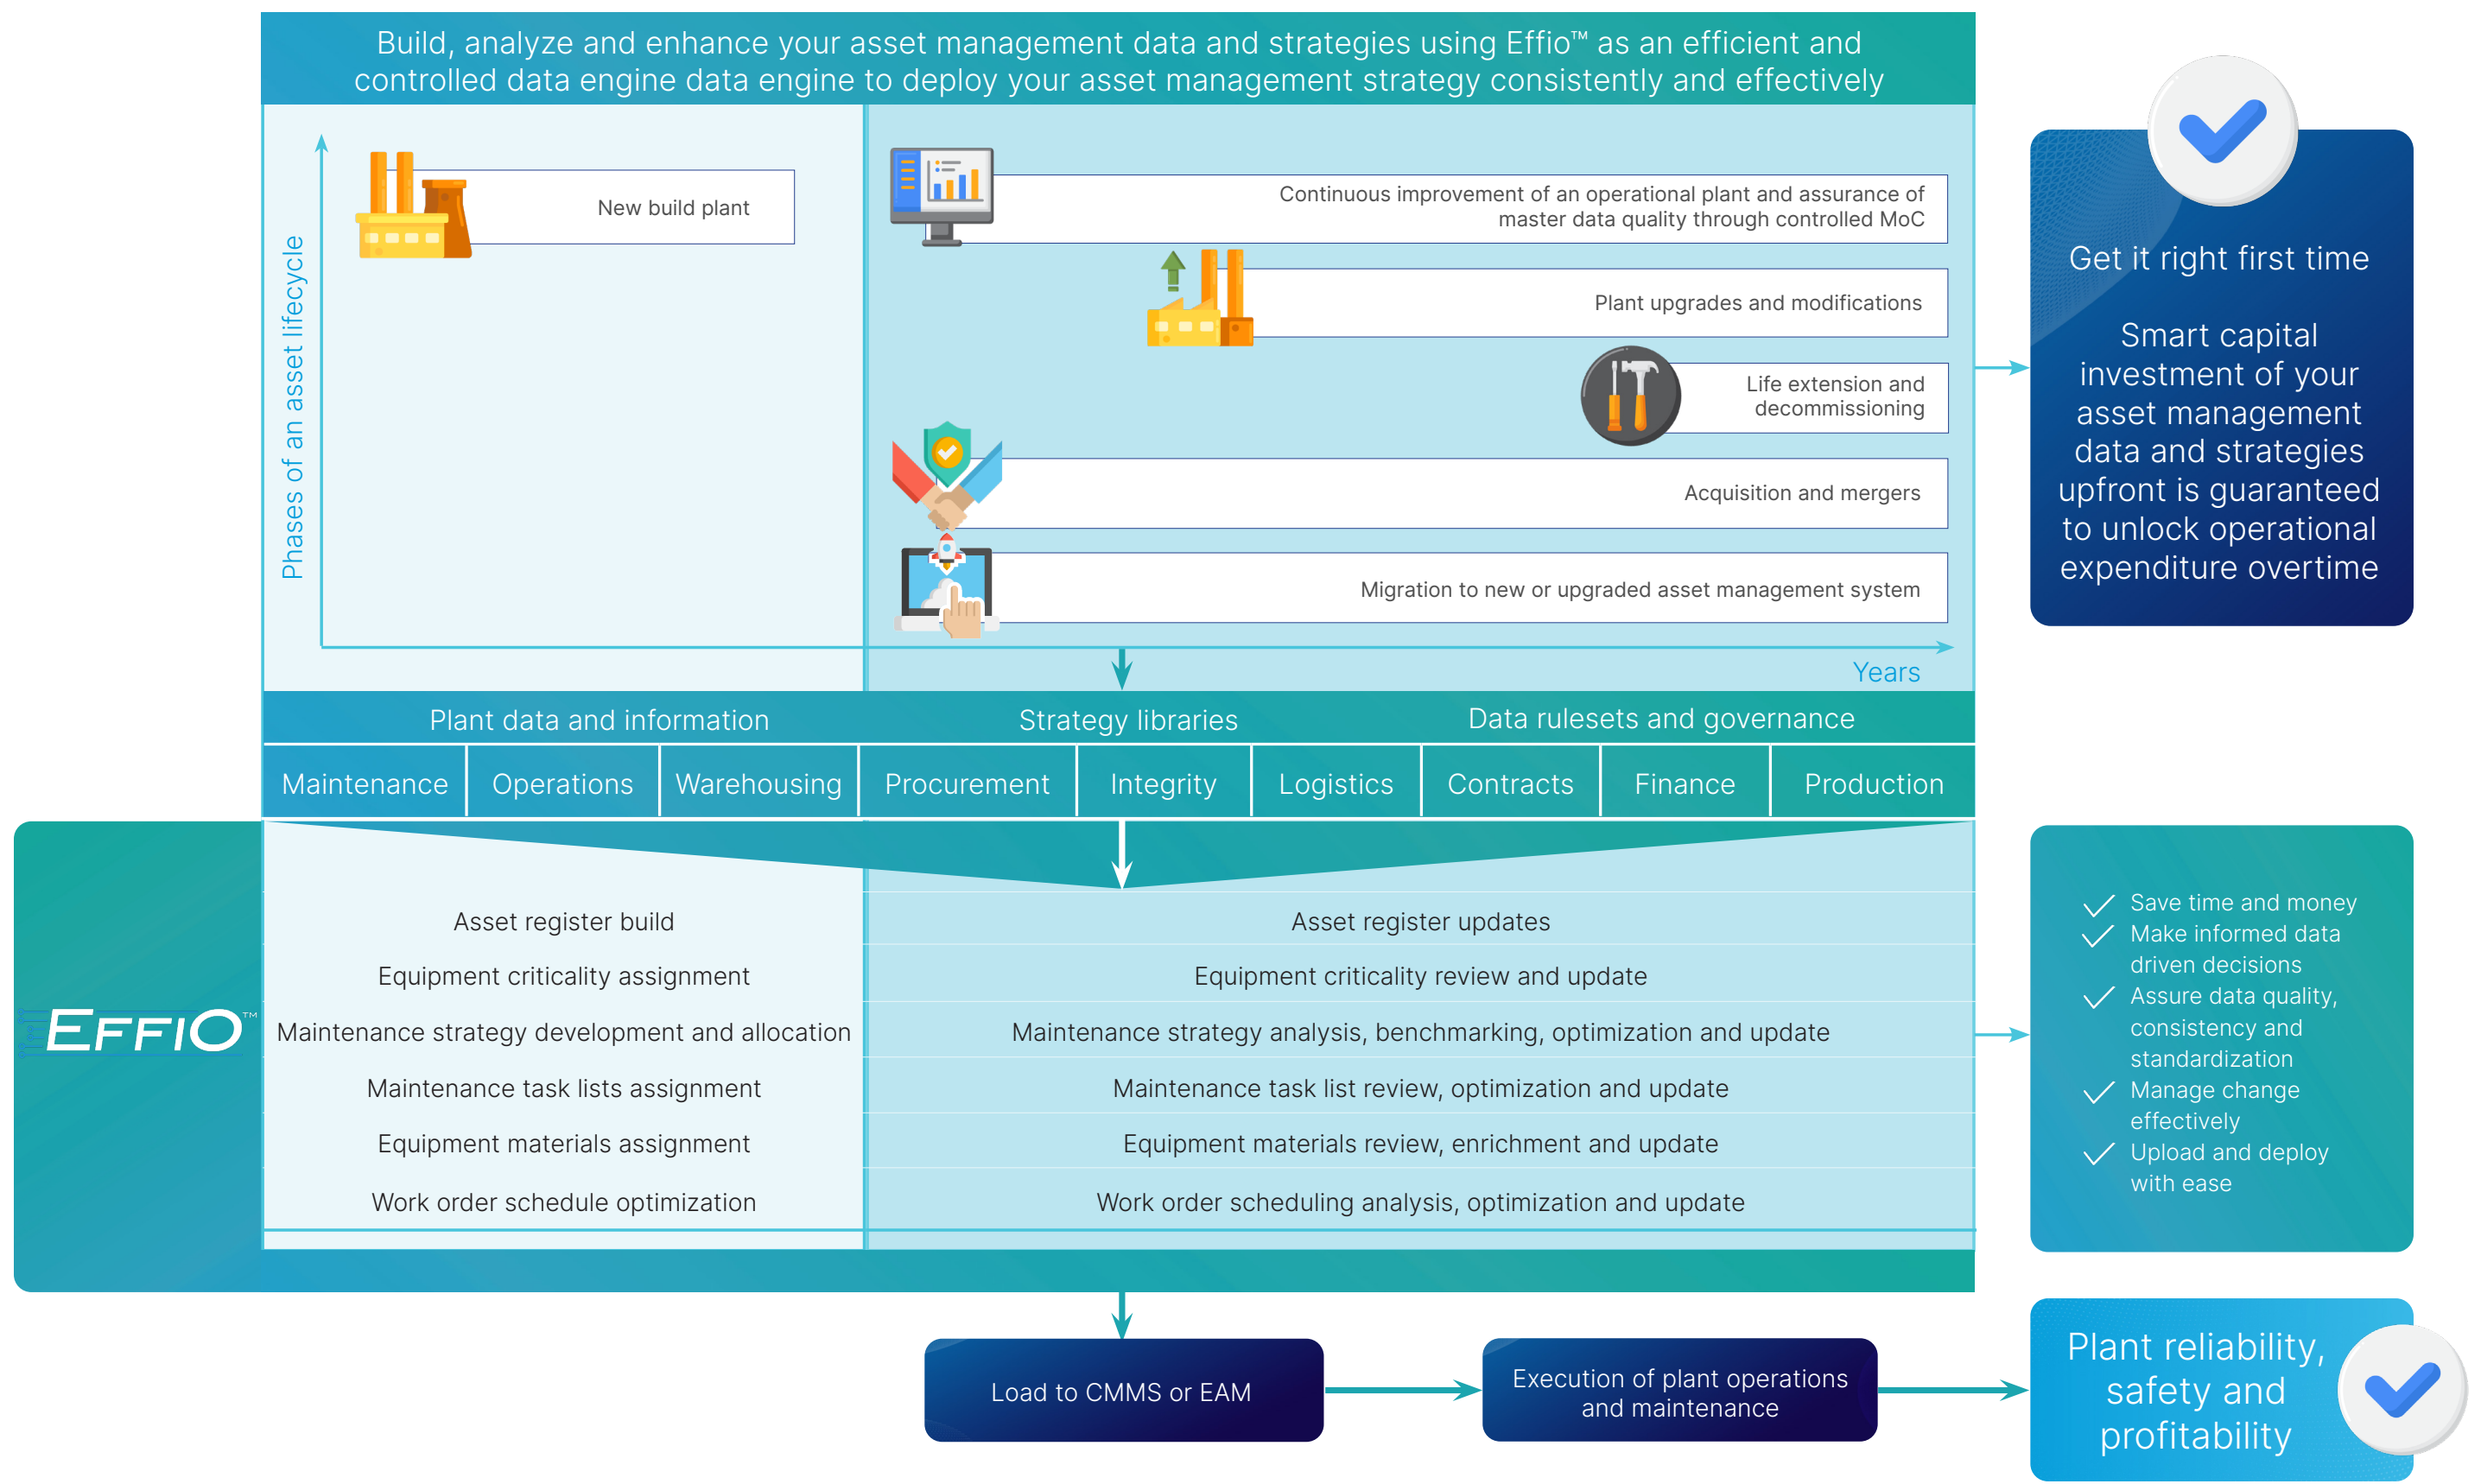 Build, analyze and enhance your asset management data and strategies using Effio™ as an efficient and
controlled data engine data engine to deploy your asset management strategy consistently and effectively
Phases of an asset lifecycle
New build plant
Continuous improvement of an operational plant and assurance of
master data quality through controlled MoC
Plant upgrades and modifications
Life extension and
decommissioning
Acquisition and mergers
Migration to new or upgraded asset management system
Years
Get it right first time
Smart capital
investment of your
asset management
data and strategies
upfront is guaranteed
to unlock operational
expenditure overtime
Plant data and information
Strategy libraries
Data rulesets and governance
Maintenance
Operations
Warehousing
Procurement
Integrity
Logistics
Contracts
Finance
Production
EFFIO™
Asset register build
Asset register updates
Equipment criticality assignment
Equipment criticality review and update
Maintenance strategy development and allocation
Maintenance strategy analysis, benchmarking, optimization and update
Maintenance task lists assignment
Maintenance task list review, optimization and update
Equipment materials assignment
Equipment materials review, enrichment and update
Work order schedule optimization
Work order scheduling analysis, optimization and update
Save time and money
Make informed data
driven decisions
Assure data quality,
consistency and
standardization
Manage change
effectively
Upload and deploy
with ease
Load to CMMS or EAM
Execution of plant operations
and maintenance
Plant reliability,
safety and
profitability